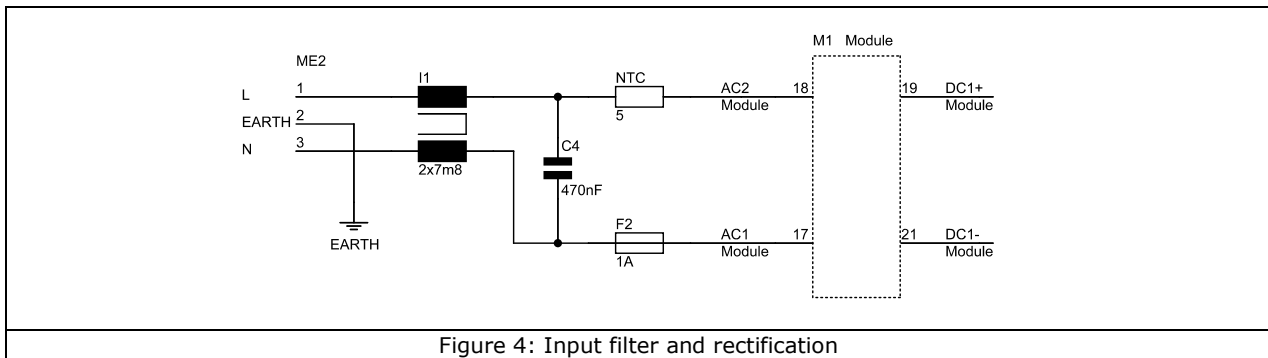 M1 Module
ME2
L 1
I1
NTC
AC2
Module
18
19
DC1+
Module
EARTH 2
5
N 3
2x7m8
C4
470nF
EARTH
F2
1A
AC1
Module
17
21
DC1-
Module
Figure 4: Input filter and rectification